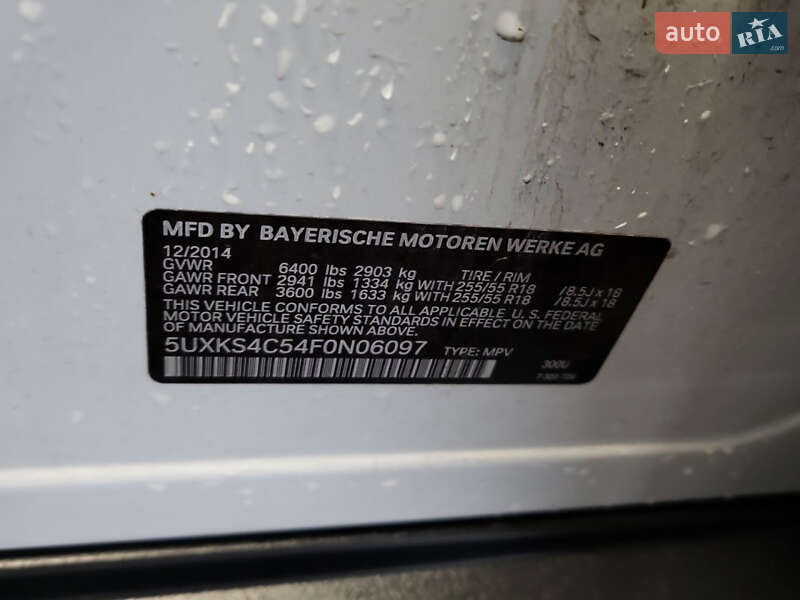 auto RIA .com
MFD BY BAYERISCHE MOTOREN WERKE AG
12/2014
GVWR 6400 lbs 2903 kg TIRE / RIM
GAWR FRONT 2941 lbs 1334 kg WITH 255/55 R18 /8.5J x 18
GAWR REAR 3600 lbs 1633 kg WITH 255/55 R18 /8.5J x 18
THIS VEHICLE CONFORMS TO ALL APPLICABLE, U. S. FEDERAL
MOTOR VEHICLE SAFETY STANDARDS IN EFFECT ON THE DATE
OF MANUFACTURE SHOWN ABOVE.
5UXKS4C54F0N06097 TYPE: MPV 300U